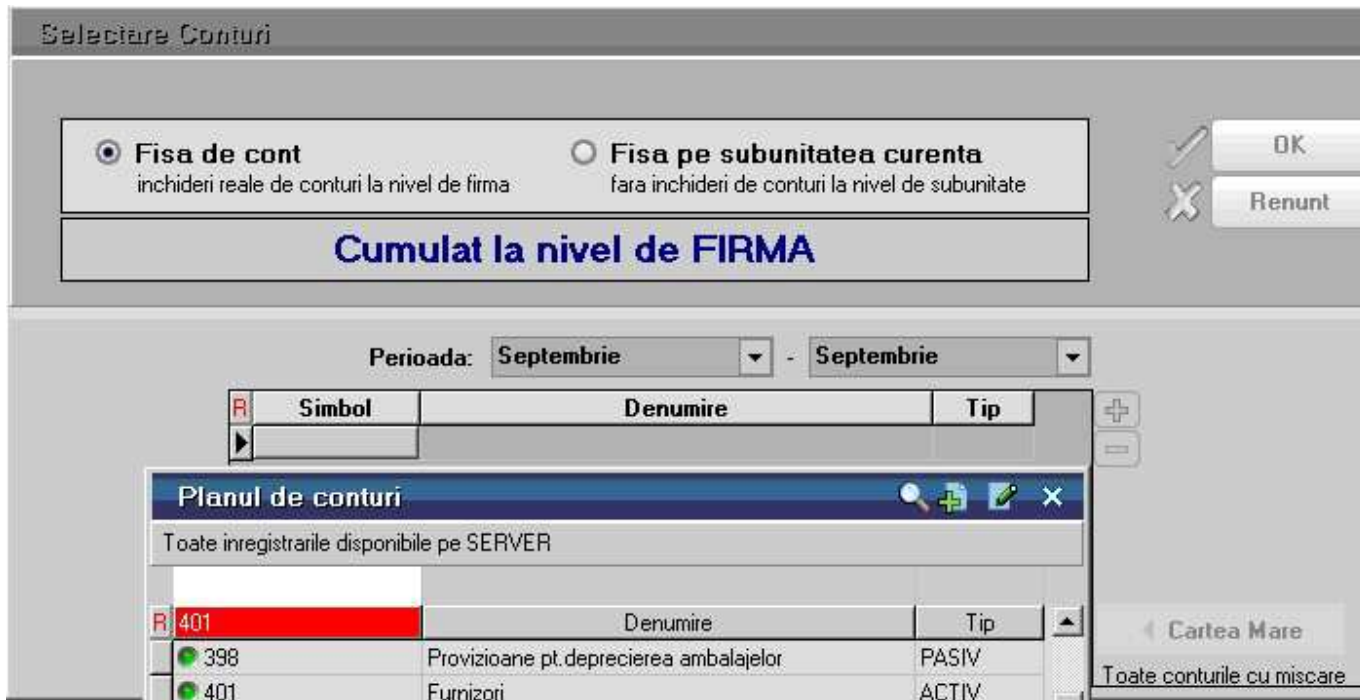 Selectare Conturi
Fisa de cont
inchideri reale de conturi la nivel de firma
Fisa pe subunitatea curenta
fara inchideri de conturi la nivel de subunitate
OK
Renunt
Cumulat la nivel de FIRMA
Perioada: Septembrie - Septembrie
R Simbol Denumire Tip
Planul de conturi
Toate inregistrarile disponibile pe SERVER
R 401 Denumire Tip
398 Provizioane pt.deprecierea ambalajelor PASIV
401 Furnizori ACTIV
Cartea Mare
Toate conturile cu miscare